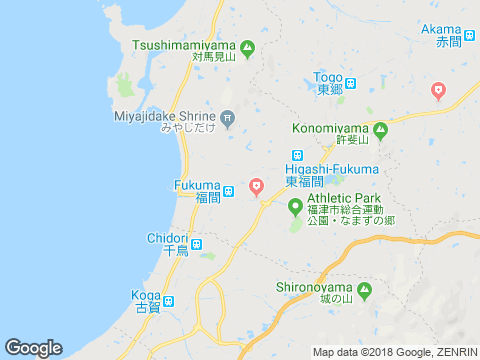 Akama
赤間
Tsushimamiyama
対馬見山
Togo
東郷
Miyajidake Shrine
みやじだけ
Konomiyama
許斐山
Higashi-Fukuma
東福間
Fukuma
福間
Athletic Park
福津市総合運動
公園・なまずの郷
Chidori
千鳥
Shironoyama
城の山
Koga
古賀
Google
Map data ©2018 Google, ZENRIN